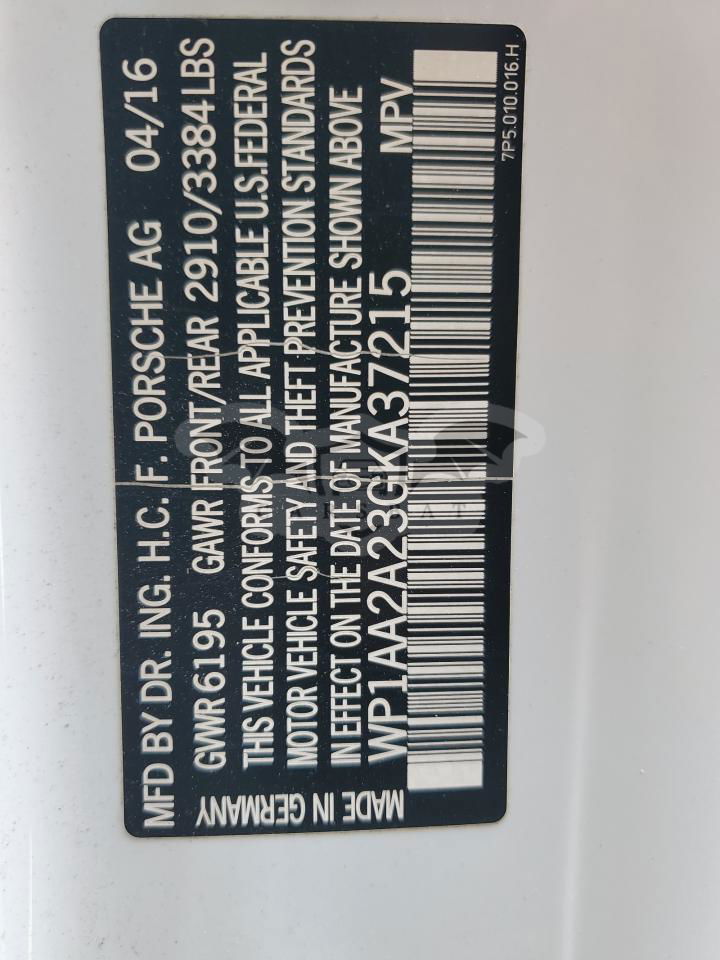 MFD BY DR. ING. H.C. F. PORSCHE AG 04/16
GVWR 6195 GAWR FRONT/REAR 2910/3384 LBS
THIS VEHICLE CONFORMS TO ALL APPLICABLE U.S.FEDERAL
MOTOR VEHICLE SAFETY AND THEFT PREVENTION STANDARDS
IN EFFECT ON THE DATE OF MANUFACTURE SHOWN ABOVE
WP1AA2A23GKA37215 MPV
MADE IN GERMANY
7P5.010.016.H